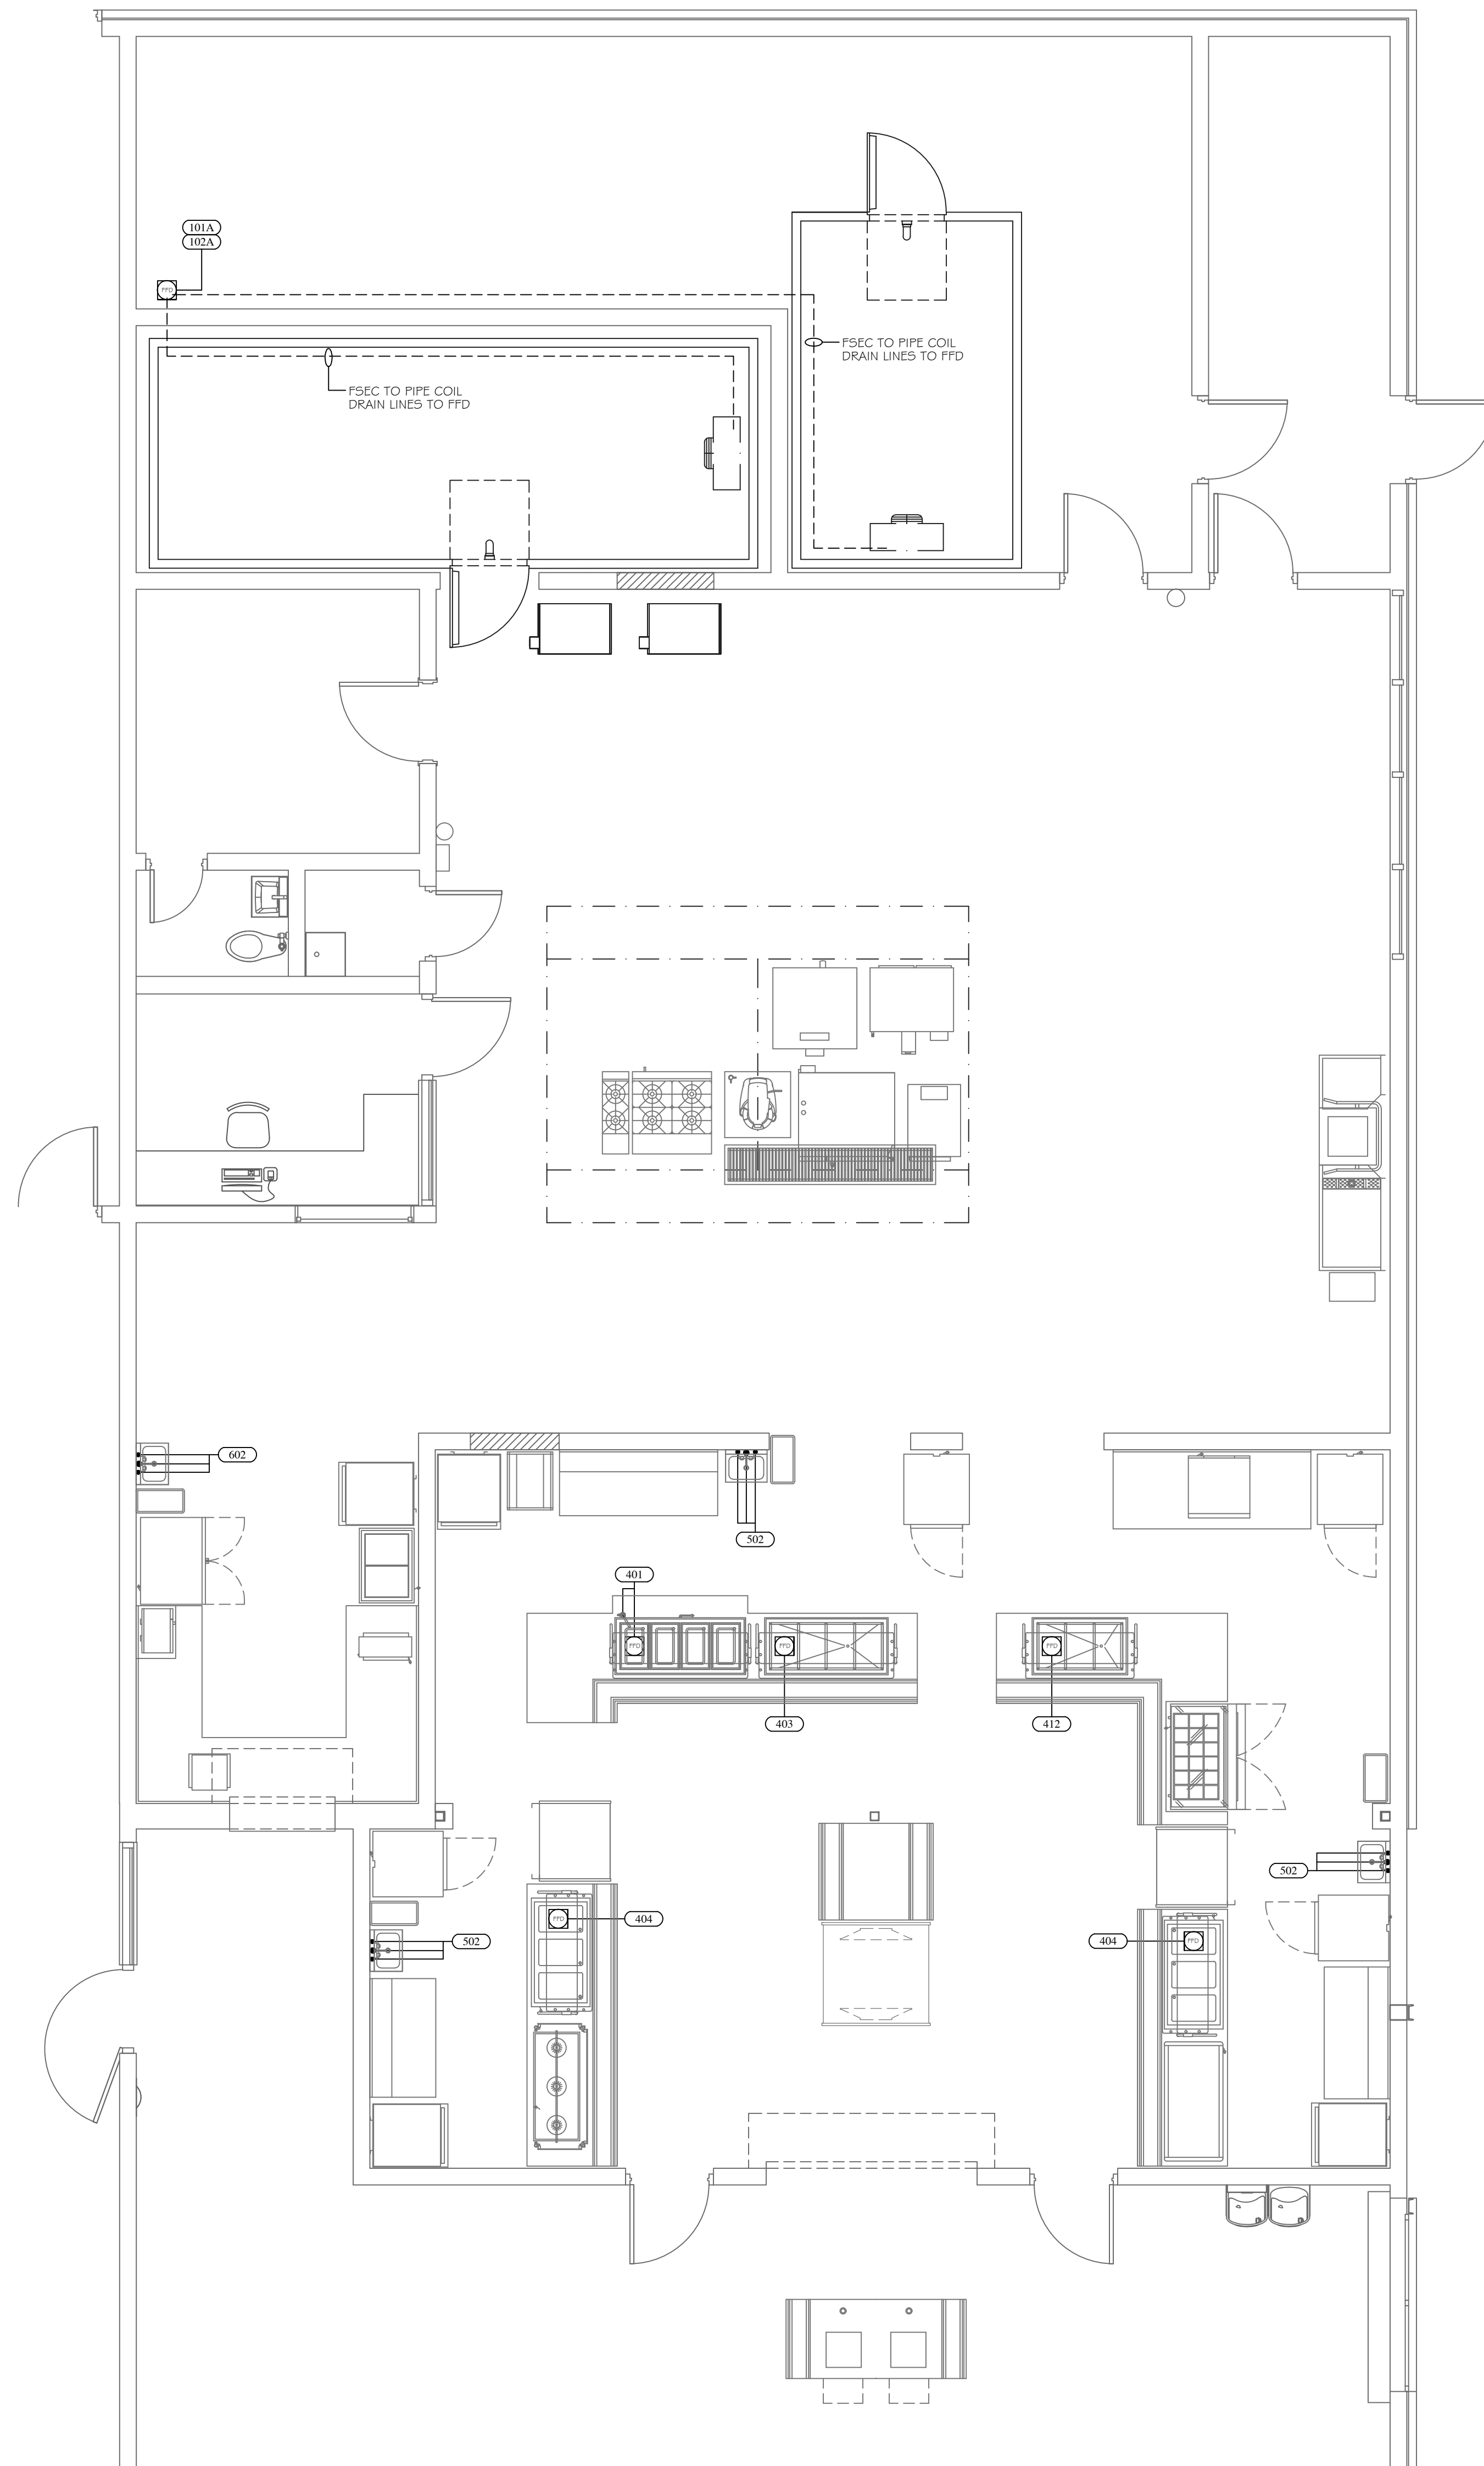 101A
102A
FFD
FSEC TO PIPE COIL
DRAIN LINES TO FFD
FSEC TO PIPE COIL
DRAIN LINES TO FFD
602
502
401
FFD
FFD
FFD
403
412
502
FFD
404
502
404
FFD